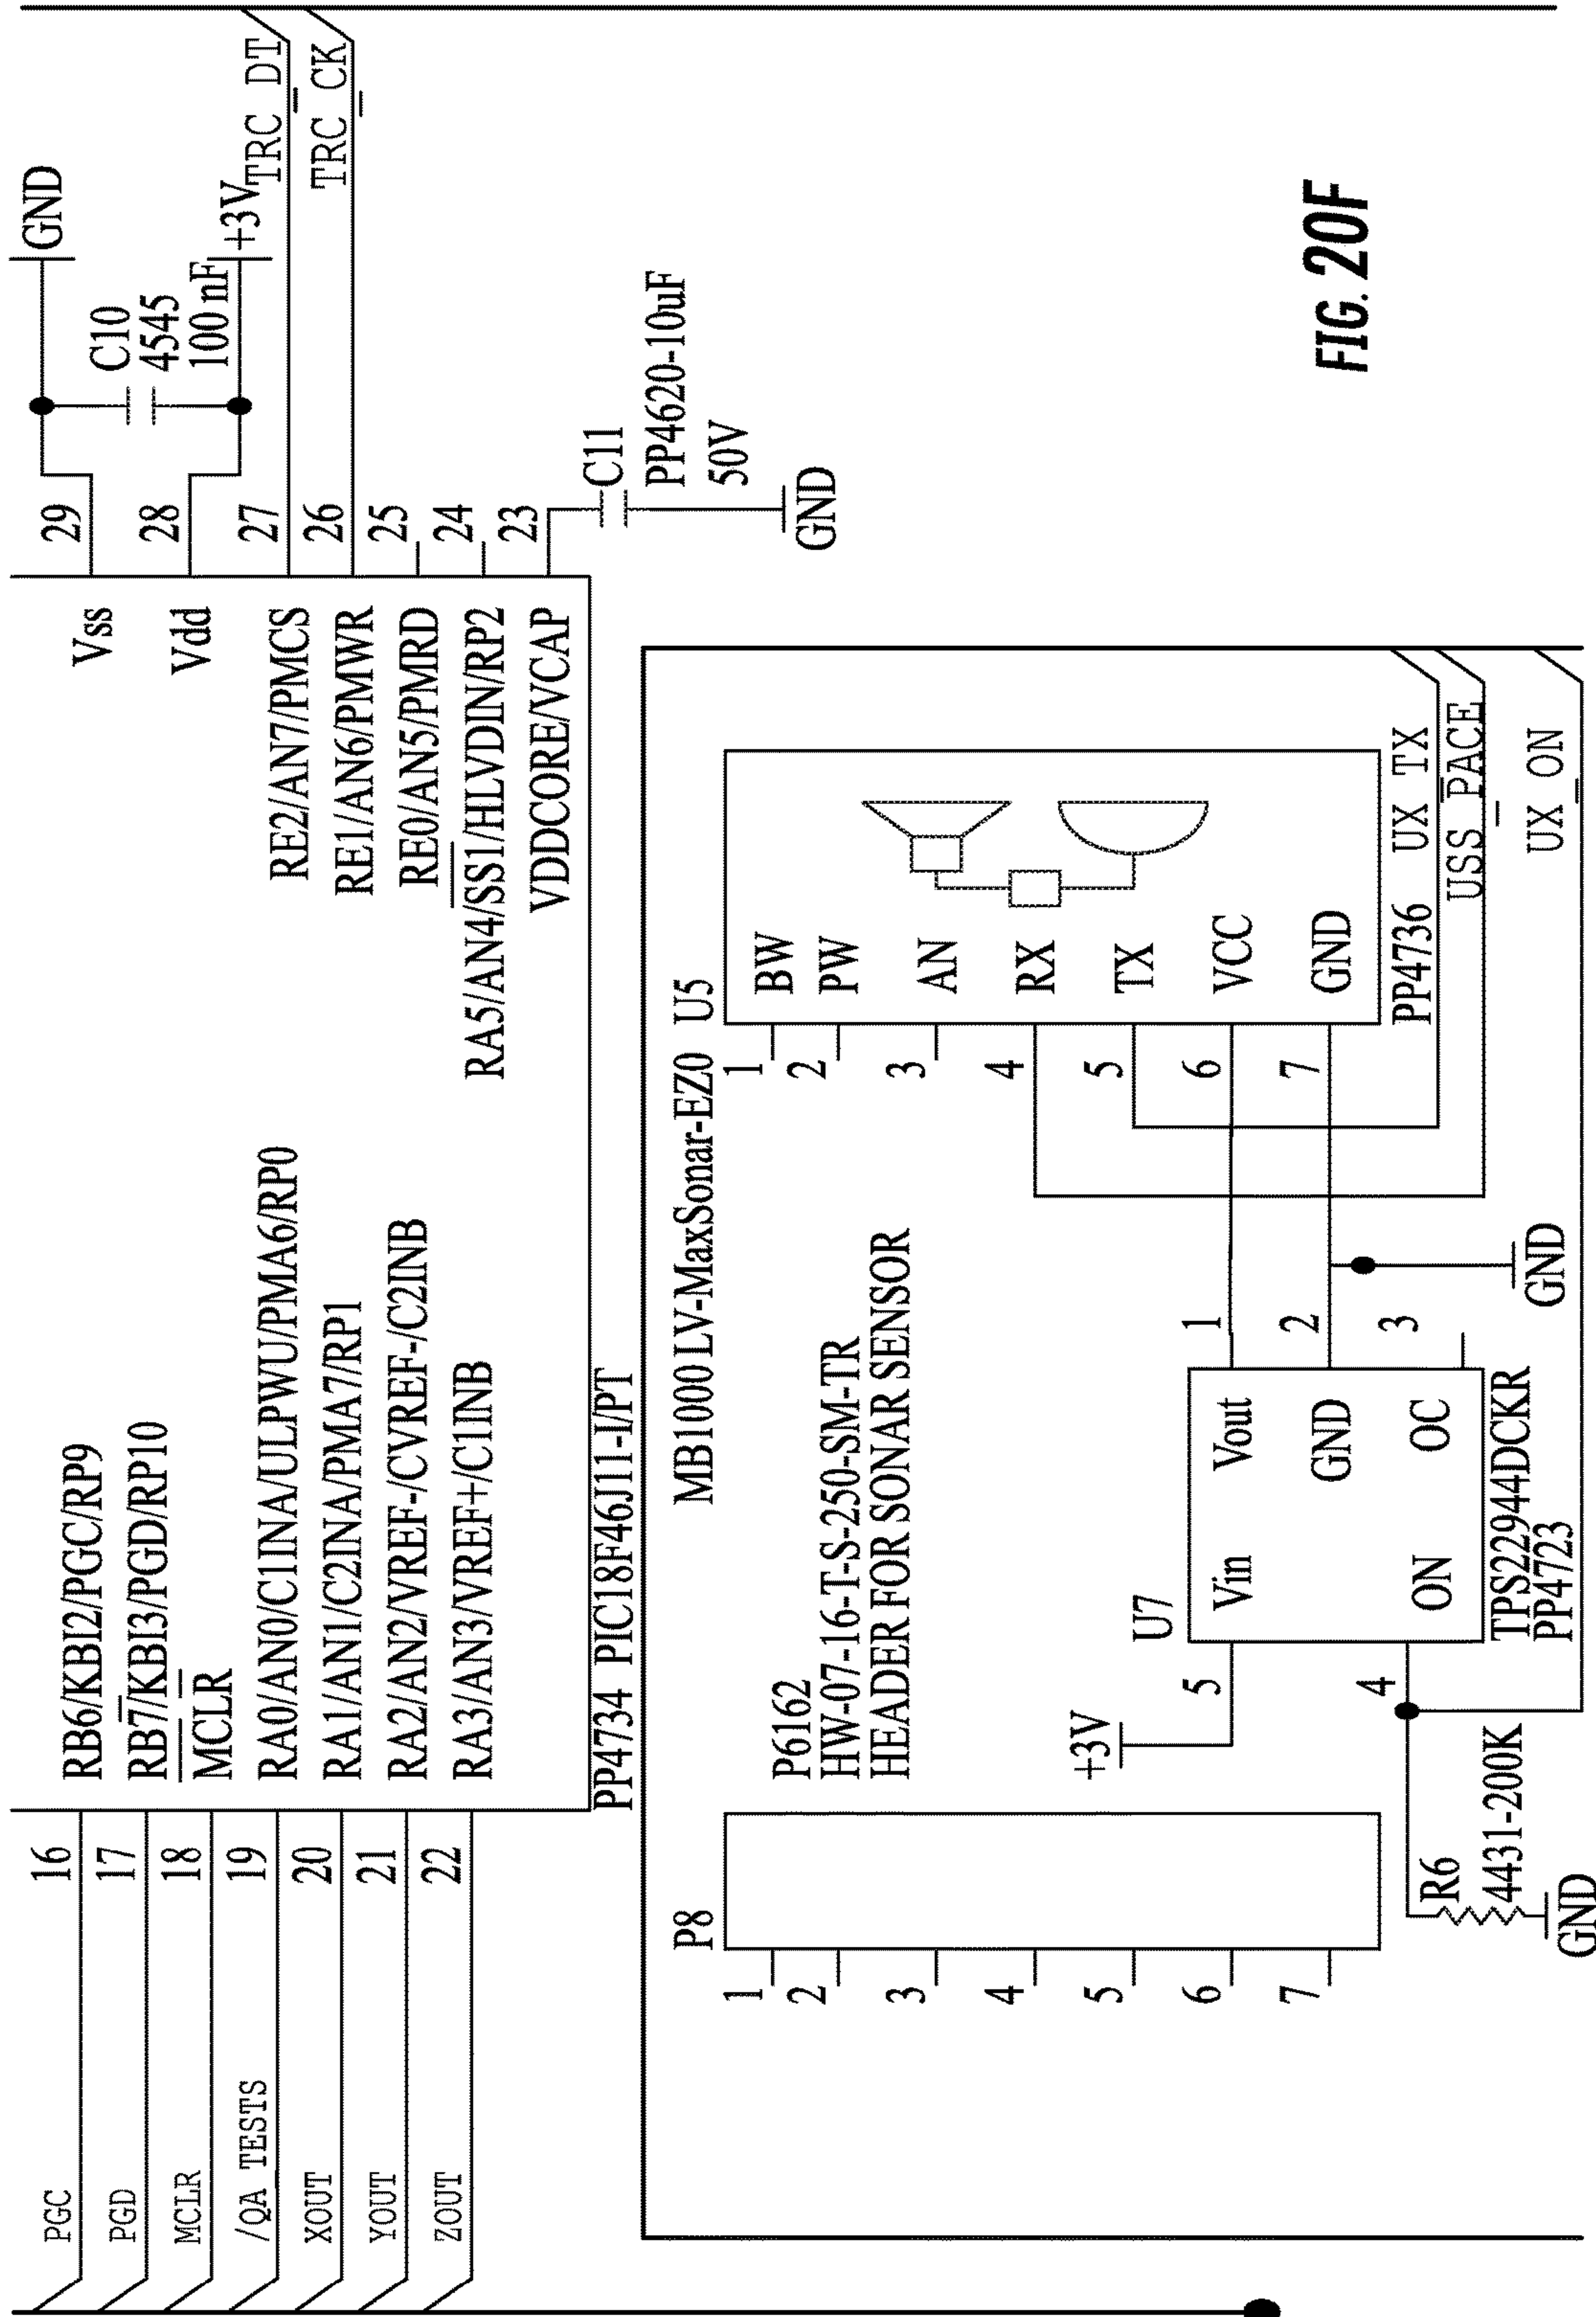 PGC
16
RB6/KBI2/PGC/RP9
PGD
17
RB7/KBI3/PGD/RP10
MCLR
18
MCLR
/QA TESTS
19
RA0/AN0/C1INA/ULPWU/PMA6/RP0
XOUT
20
RA1/AN1/C2INA/PMA7/RP1
YOUT
21
RA2/AN2/VREF-/CVREF-/C2INB
ZOUT
22
RA3/AN3/VREF+/C1INB
Vss
29
GND
C10
4545
100 nF
Vdd
28
+3V
RE2/AN7/PMCS
27
TRC_DT
RE1/AN6/PMWR
26
TRC_CK
RE0/AN5/PMRD
25
RA5/AN4/SS1/HLVDIN/RP2
24
VDDCORE/VCAP
23
C11
PP4620-10uF
50V
GND
PP4734 PIC18F46J11-I/PT
P8
1
2
3
4
5
6
7
P6162
HW-07-16-T-S-250-SM-TR
HEADER FOR SONAR SENSOR
MB1000 LV-MaxSonar-EZ0
U5
1
BW
2
PW
3
AN
4
RX
5
TX
6
VCC
7
GND
PP4736
UX_TX
USS_PACE
UX_ON
+3V
U7
5
Vin
Vout
1
GND
2
4
ON
OC
3
TPS22944DCKR
PP4723
GND
R6
4431-200K
GND
FIG. 20F